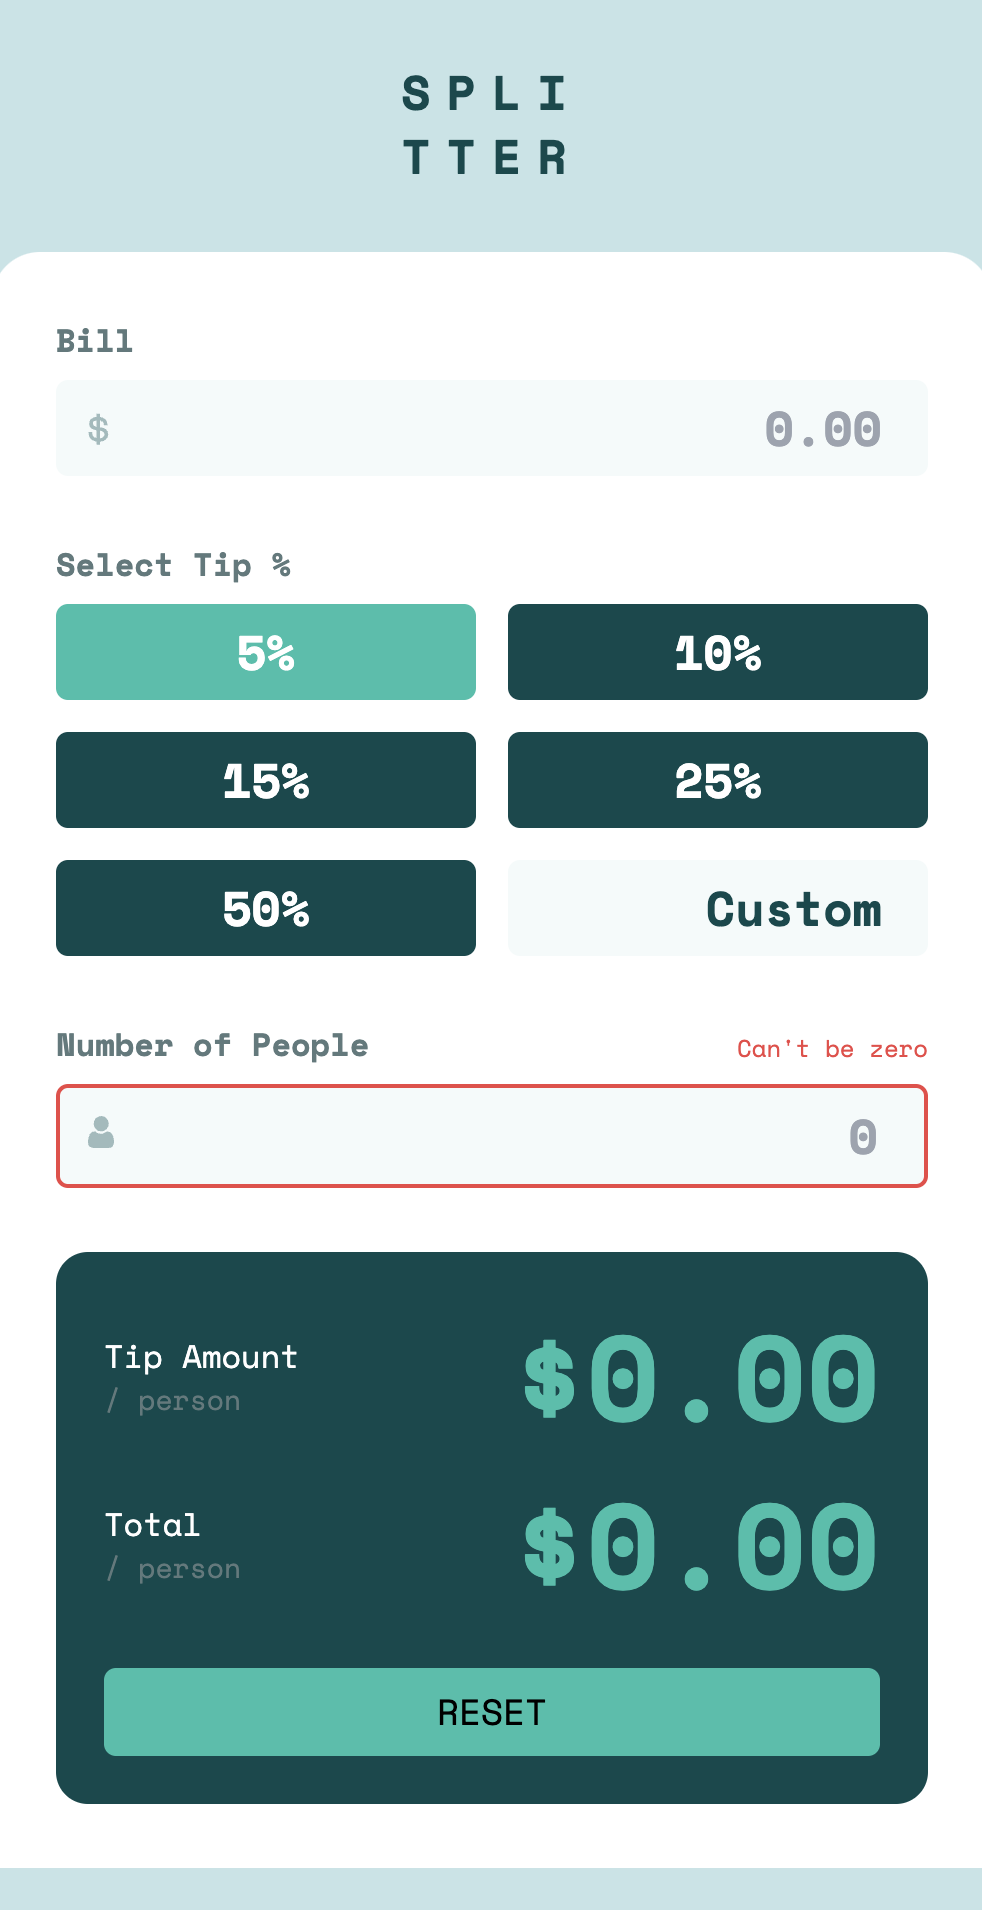 SPLI
TTER
Bill
$ 0.00
Select Tip %
5% 10%
15% 25%
50% Custom
Number of People Can't be zero
0
Tip Amount $0.00
/ person
Total $0.00
/ person
RESET